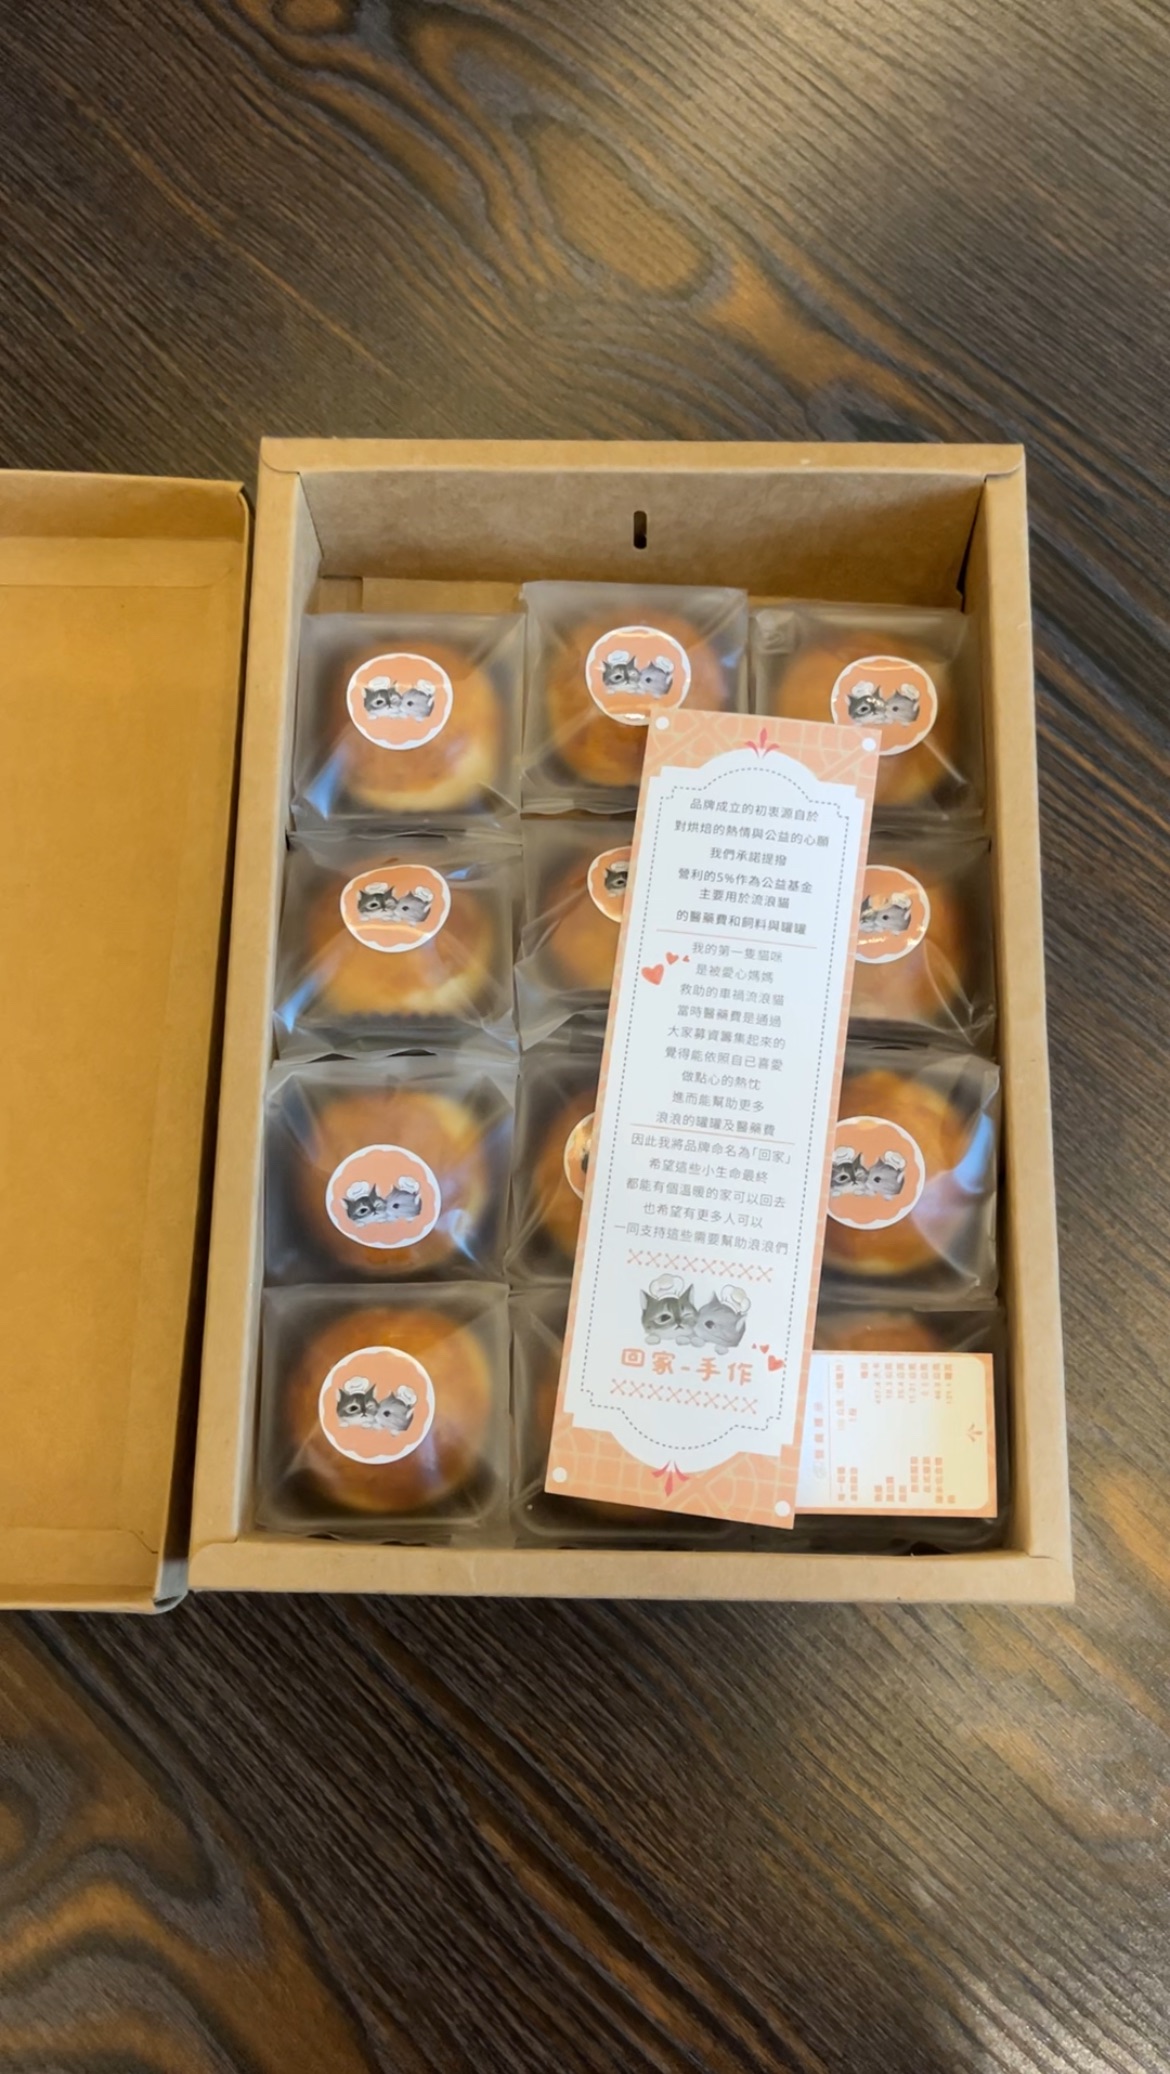 品牌成立的初衷源自於
對烘焙的熱情與公益的心願
我們承諾提撥
營利的5%作為公益基金
主要用於流浪貓
的醫藥費和飼料與罐罐
我的第一隻貓咪
是被愛心媽媽
救助的車禍流浪貓
當時醫藥費是通過
大家募資籌集起來的
覺得能依照自已喜愛
做點心的熱忱
進而能幫助更多
浪浪的罐罐及醫藥費
因此我將品牌命名為「回家」
希望這些小生命最終
都能有個溫暖的家可以回去
也希望有更多人可以
一同支持這些需要幫助浪浪們
回家-手作